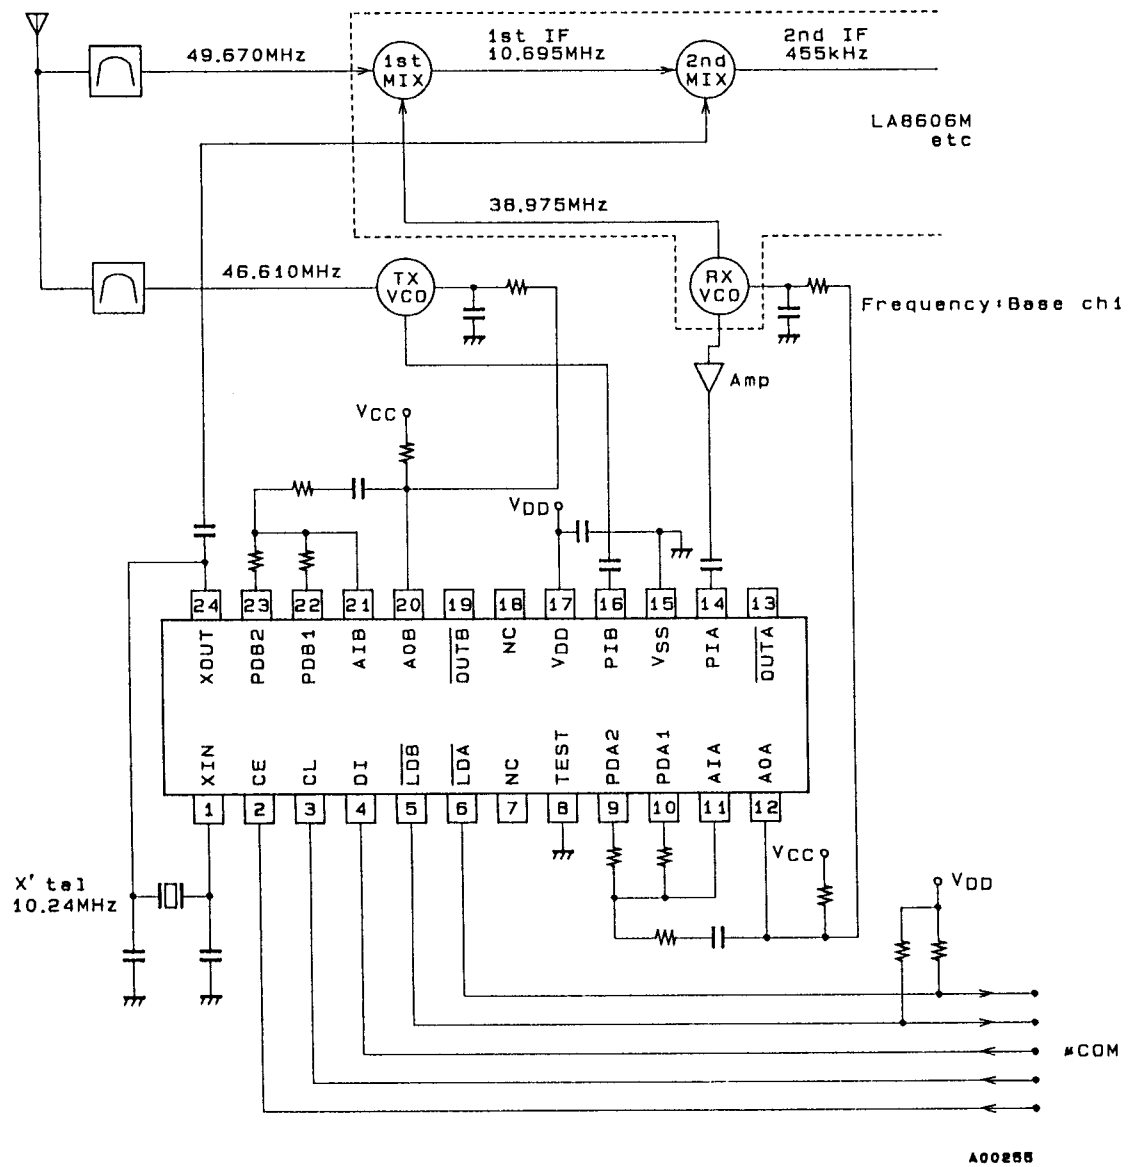 49.670MHz
1st
MIX
1st IF
10.695MHz
2nd
MIX
2nd IF
455kHz
LA8606M
etc
38.975MHz
46.610MHz
TX
VCO
RX
VCO
Frequency:Base ch1
Amp
VCC
VDD
24 23 22 21 20 19 18 17 16 15 14 13
XOUT PDB2 PDB1 AIB AOB OUTB NC VDD PIB VSS PIA OUTA
XIN CE CL DI LDB LDA NC TEST PDA2 PDA1 AIA AOA
1 2 3 4 5 6 7 8 9 10 11 12
X'tal
10.24MHz
VCC
VDD
μCOM
A00255